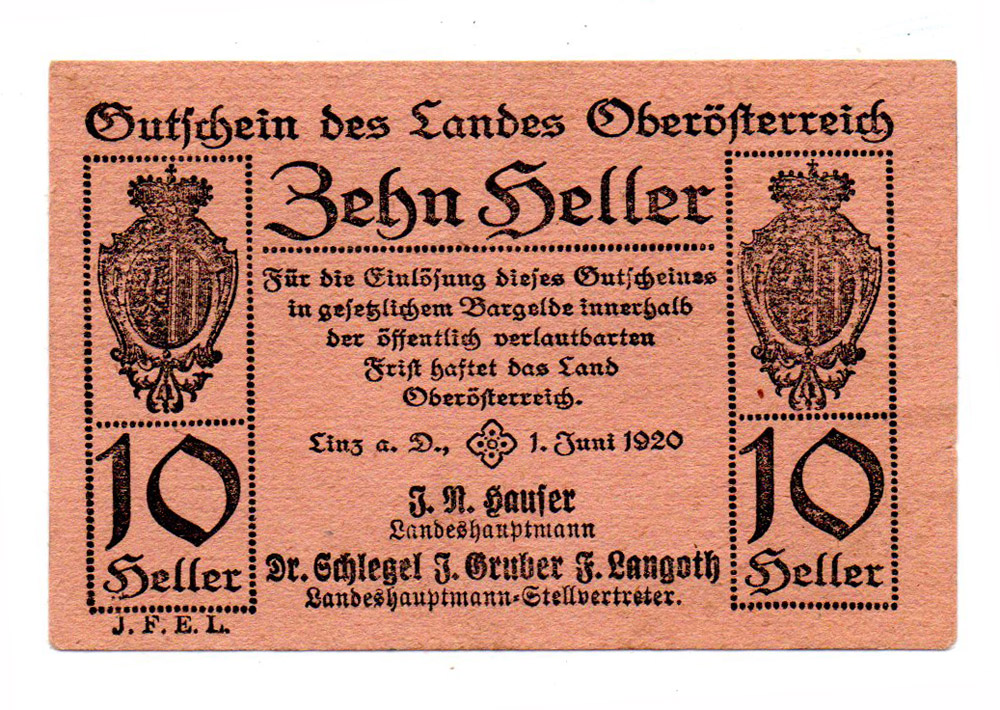 Gutschein des Landes Oberösterreich
Zehn Heller
Für die Einlösung dieses Gutscheines
in gesetzlichem Bargelde innerhalb
der öffentlich verlautbarten
Frist haftet das Land
Oberösterreich.
Linz a. D., 1. Juni 1920
J. N. Hauser
Landeshauptmann
Dr. Schlegel J. Gruber F. Langoth
Landeshauptmann-Stellvertreter.
10
Heller
10
Heller
J. F. E. L.